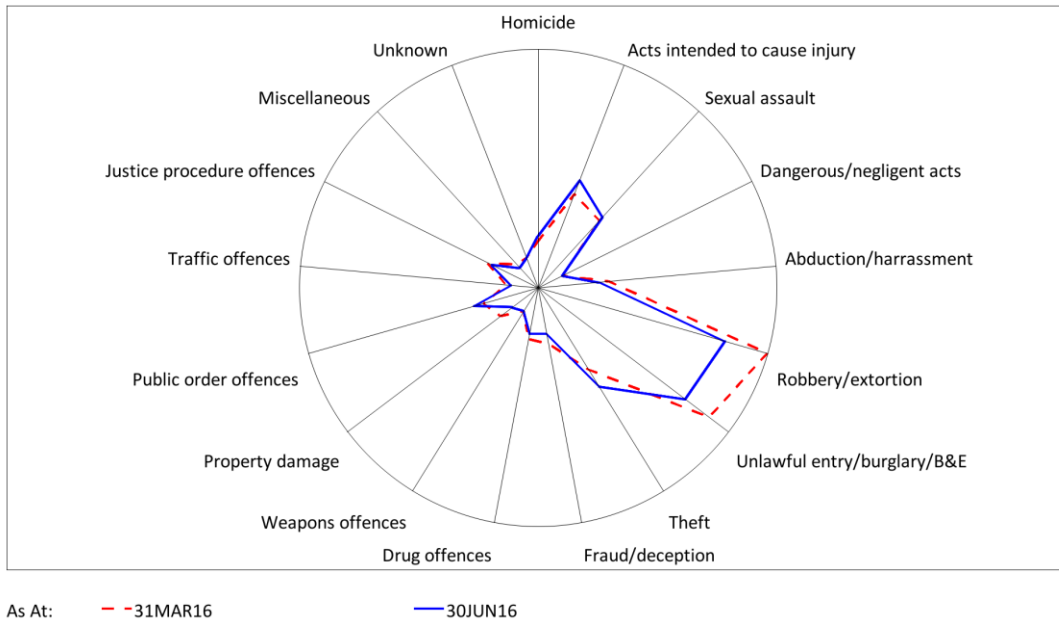 Homicide
Acts intended to cause injury
Sexual assault
Dangerous/negligent acts
Abduction/harrassment
Robbery/extortion
Unlawful entry/burglary/B&E
Theft
Fraud/deception
Drug offences
Weapons offences
Property damage
Public order offences
Traffic offences
Justice procedure offences
Miscellaneous
Unknown
As At: 31MAR16 30JUN16